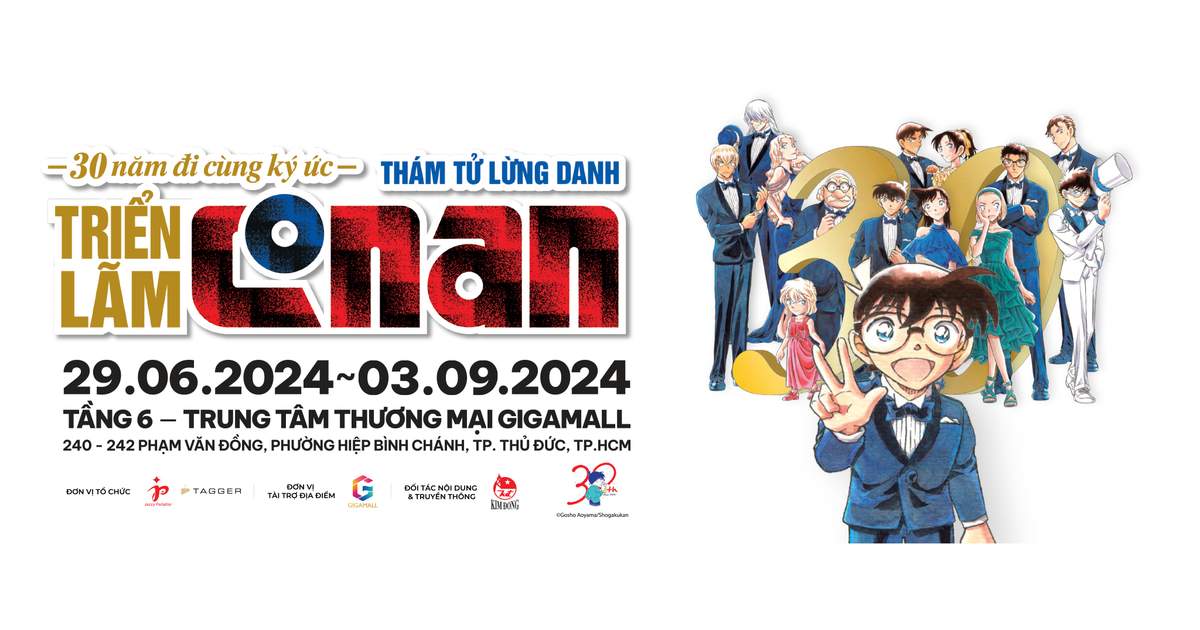 30 năm đi cùng ký ức
THÁM TỬ LỪNG DANH
TRIỂN
LÃM
Conan
29.06.2024~03.09.2024
TẦNG 6 – TRUNG TÂM THƯƠNG MẠI GIGAMALL
240 - 242 PHẠM VĂN ĐỒNG, PHƯỜNG HIỆP BÌNH CHÁNH, TP. THỦ ĐỨC, TP.HCM
ĐƠN VỊ TỔ CHỨC
TAGGER
ĐƠN VỊ
TÀI TRỢ ĐỊA ĐIỂM
GIGAMALL
ĐỐI TÁC NỘI DUNG
& TRUYỀN THÔNG
KIM ĐỒNG
30th
©Gosho Aoyama/Shogakukan
30